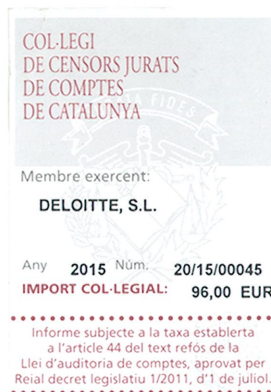 COL·LEGI
DE CENSORS JURATS
DE COMPTES
DE CATALUNYA
FIDES
Membre exercent:
DELOITTE, S.L.
Any 2015 Núm. 20/15/00045
IMPORT COL·LEGIAL: 96,00 EUR
Informe subjecte a la taxa establerta
a l'article 44 del text refós de la
Llei d'auditoria de comptes, aprovat per
Reial decret legislatiu 1/2011, d'1 de juliol